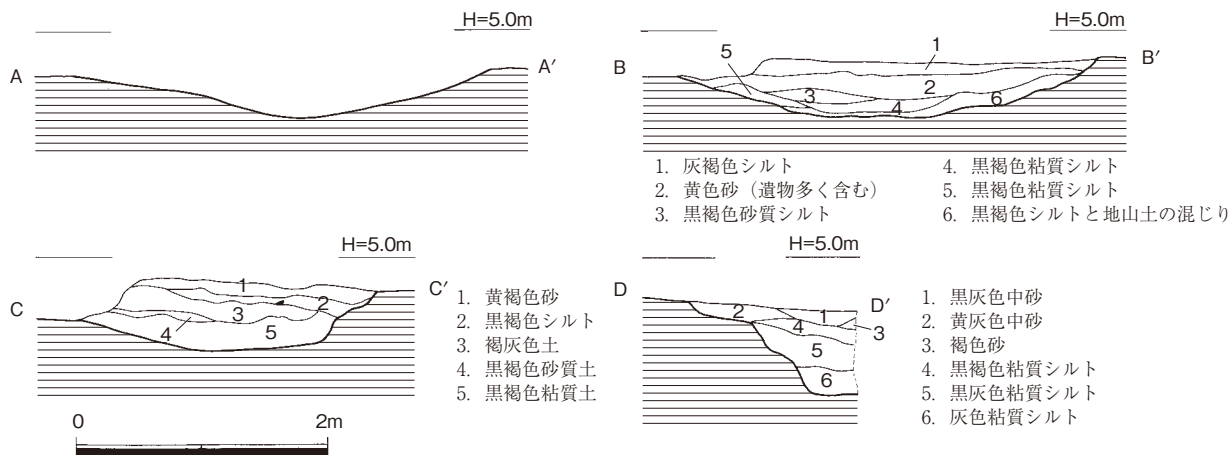 H=5.0m
A
A′
H=5.0m
B
B′
1
2
3
4
5
6
1. 灰褐色シルト
2. 黄色砂（遺物多く含む）
3. 黒褐色砂質シルト
4. 黒褐色粘質シルト
5. 黒褐色粘質シルト
6. 黒褐色シルトと地山土の混じり
H=5.0m
C
C′
1
2
3
4
5
1. 黄褐色砂
2. 黒褐色シルト
3. 褐灰色土
4. 黒褐色砂質土
5. 黒褐色粘質土
H=5.0m
D
D′
1
2
3
4
5
6
1. 黒灰色中砂
2. 黄灰色中砂
3. 褐色砂
4. 黒褐色粘質シルト
5. 黒灰色粘質シルト
6. 灰色粘質シルト
0
2m